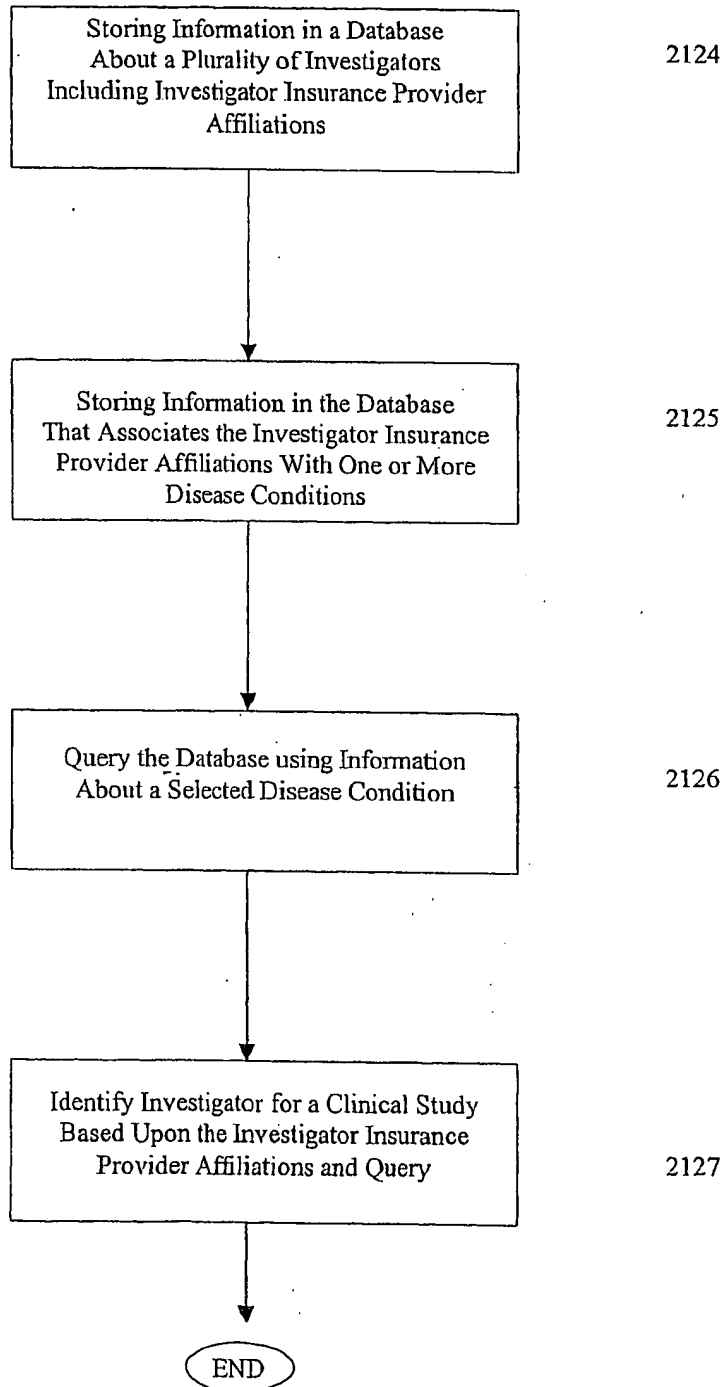 Storing Information in a Database
About a Plurality of Investigators
Including Investigator Insurance Provider
Affiliations
2124
Storing Information in the Database
That Associates the Investigator Insurance
Provider Affiliations With One or More
Disease Conditions
2125
Query the Database using Information
About a Selected Disease Condition
2126
Identify Investigator for a Clinical Study
Based Upon the Investigator Insurance
Provider Affiliations and Query
2127
END